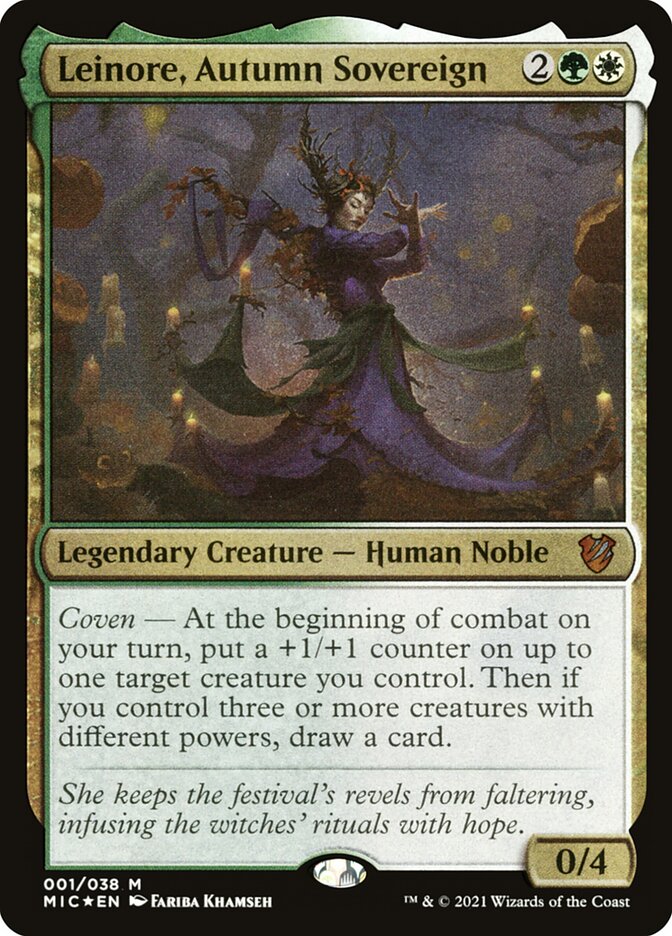 Leinore, Autumn Sovereign 2
Legendary Creature — Human Noble
Coven — At the beginning of combat on
your turn, put a +1/+1 counter on up to
one target creature you control. Then if
you control three or more creatures with
different powers, draw a card.
She keeps the festival's revels from faltering,
infusing the witches' rituals with hope.
0/4
001/038 M
MIC★EN Fariba Khamseh
™ & © 2021 Wizards of the Coast